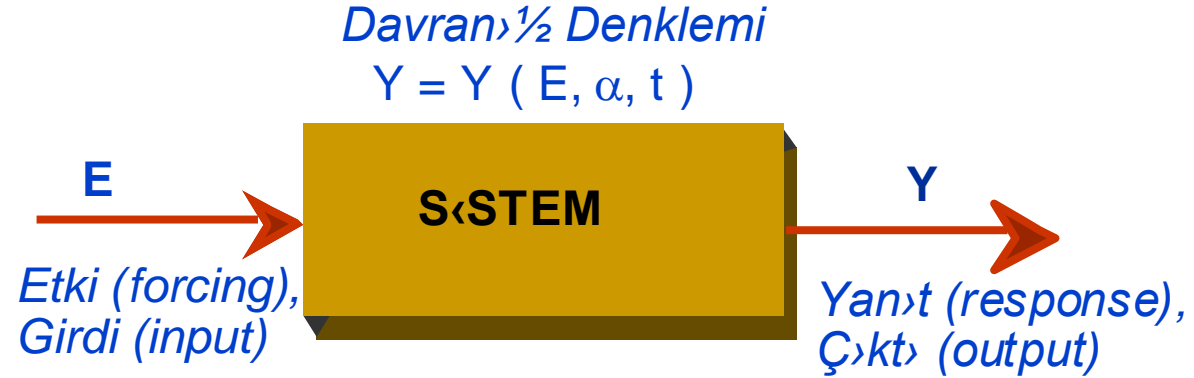 Davran›½ Denklemi
Y = Y ( E, α, t )
E
S‹STEM
Y
Etki (forcing),
Girdi (input)
Yan›t (response),
Ç›kt› (output)